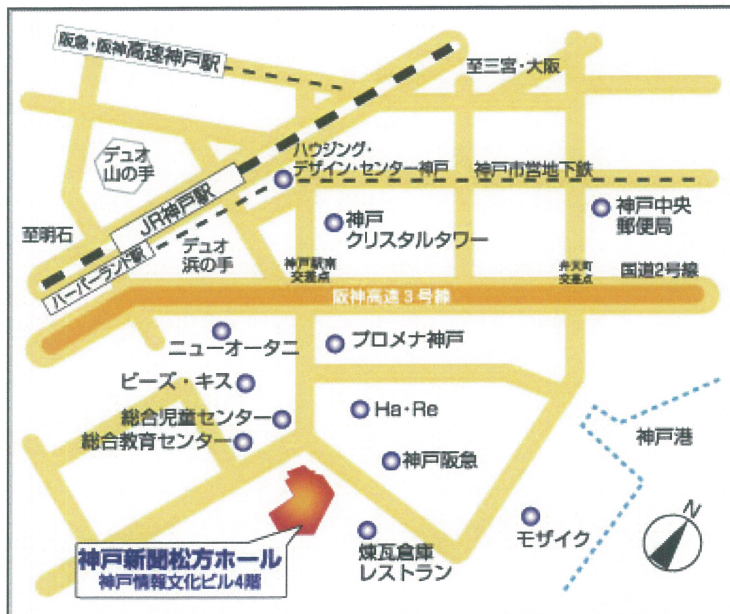 阪急・阪神高速神戸駅
至三宮・大阪
デュオ
山の手
ハウジング・
デザイン・センター神戸
神戸市営地下鉄
JR神戸駅
至明石
ハーバーランド駅
デュオ
浜の手
神戸
クリスタルタワー
神戸中央
郵便局
神戸駅南
交差点
弁天町
交差点
国道2号線
阪神高速3号線
ニューオータニ
プロメナ神戸
ビーズ・キス
総合児童センター
総合教育センター
Ha・Re
神戸阪急
神戸港
モザイク
煉瓦倉庫
レストラン
N
神戸新聞松方ホール
神戸情報文化ビル4階